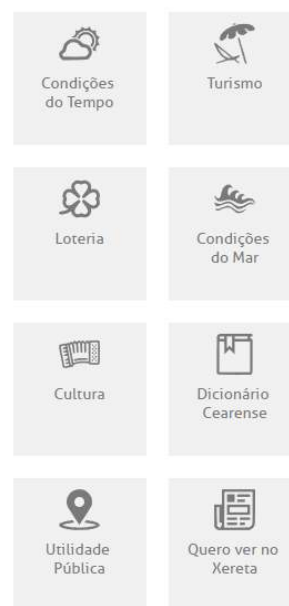 Condições
do Tempo
Turismo
Loteria
Condições
do Mar
Cultura
Dicionário
Cearense
Utilidade
Pública
Quero ver no
Xereta